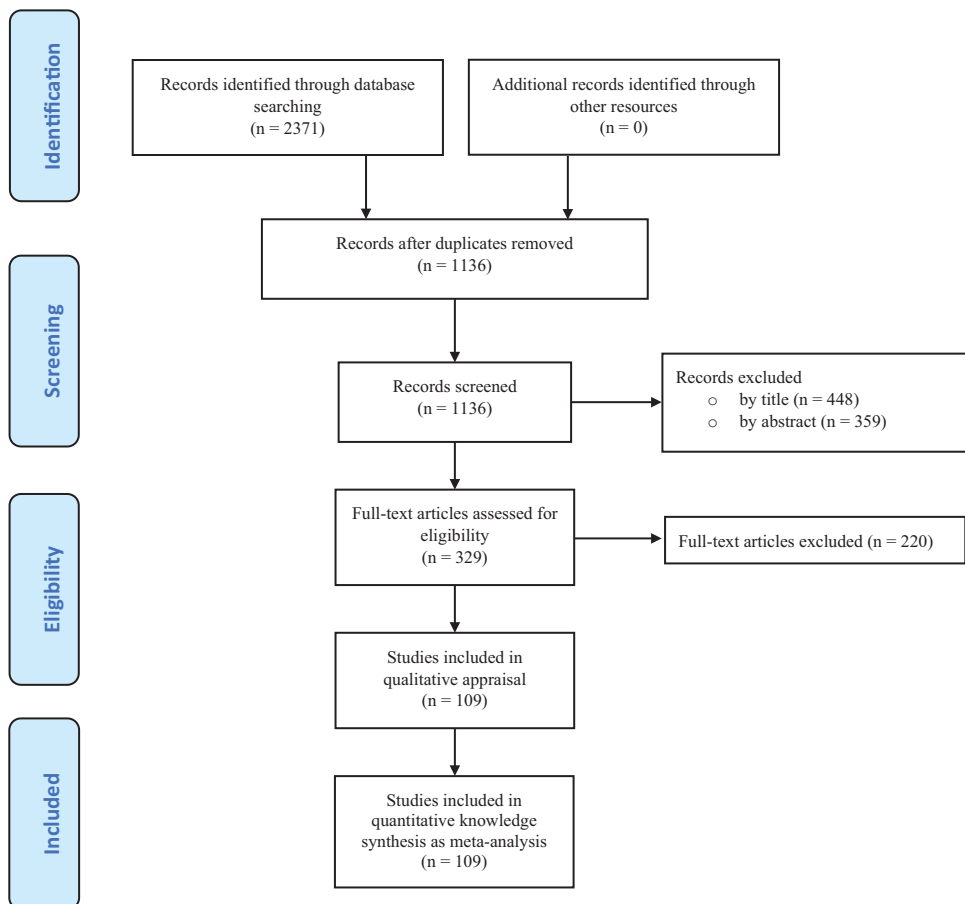 Identification
Records identified through database
searching
(n = 2371)
Additional records identified through
other resources
(n = 0)
Records after duplicates removed
(n = 1136)
Screening
Records screened
(n = 1136)
Records excluded
o by title (n = 448)
o by abstract (n = 359)
Eligibility
Full-text articles assessed for
eligibility
(n = 329)
Full-text articles excluded (n = 220)
Studies included in
qualitative appraisal
(n = 109)
Included
Studies included in
quantitative knowledge
synthesis as meta-analysis
(n = 109)